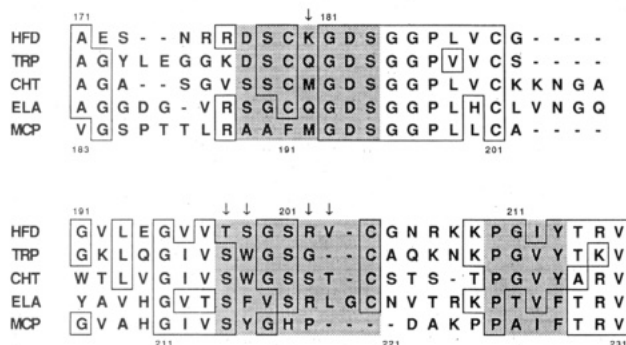 ↓
171 181
HFD A E S - - N R R D S C K G D S G G P L V C G - - - -
TRP A G Y L E G G K D S C Q G D S G G P V V C S - - - -
CHT A G A - - S G V S S C M G D S G G P L V C K K N G A
ELA A G G D G - V R S G C Q G D S G G P L H C L V N G Q
MCP V G S P T T L R A A F M G D S G G P L L C A - - - -
183 191 201
↓ ↓ ↓ ↓
191 201 211
HFD G V L E G V V T S G S R V - C G N R K K P G I Y T R V
TRP G K L Q G I V S W G S G - - C A Q K N K P G V Y T K V
CHT W T L V G I V S W G S S T - C S T S - T P G V Y A R V
ELA Y A V H G V T S F V S R L G C N V T R K P T V F T R V
MCP G V A H G I V S Y G H P - - - D A K P P A I F T R V
211 221 231